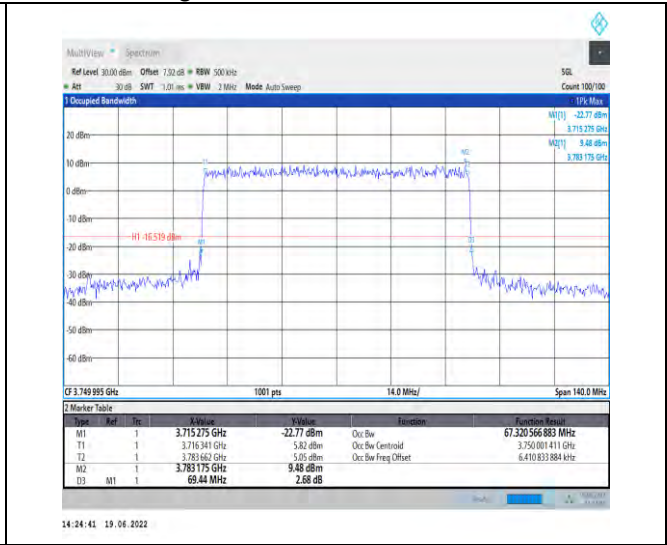 MultiView Spectrum
Ref Level 30.00 dBm Offset 7.92 dB RBW 500 kHz SGL
Att 30 dB SWT 1.01 ms VBW 2 MHz Mode Auto Sweep Count 100/100
1 Occupied Bandwidth 1Pk Max
M1[1] -22.77 dBm
3.715 275 GHz
M2[1] 9.48 dBm
3.783 175 GHz
20 dBm
M2
T1
10 dBm
0 dBm
-10 dBm
H1 -16.519 dBm
M1
D3
-20 dBm
-30 dBm
-40 dBm
-50 dBm
-60 dBm
CF 3.749 995 GHz 1001 pts 14.0 MHz/ Span 140.0 MHz
2 Marker Table
Type Ref Trc X-Value Y-Value Function Function Result
M1 1 3.715 275 GHz -22.77 dBm Occ Bw 67.320 566 883 MHz
T1 1 3.716 341 GHz 5.82 dBm Occ Bw Centroid 3.750 001 411 GHz
T2 1 3.783 662 GHz 5.05 dBm Occ Bw Freq Offset 6.410 833 884 kHz
M2 1 3.783 175 GHz 9.48 dBm
D3 M1 1 69.44 MHz 2.68 dB
14:24:41 19.06.2022